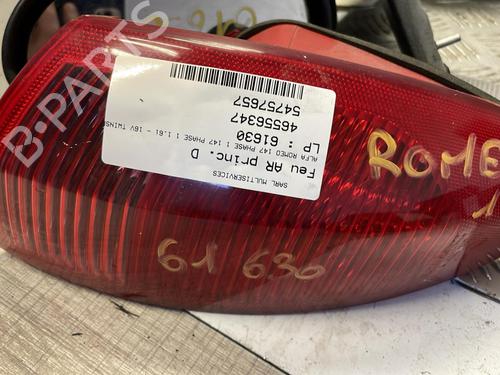 SARL MULTISERVICES
Feu AR princ. D
ALFA ROMEO 147 PHASE 1 147 PHASE 1 1.6i - 16V TWINS
LP : 61630
46556347
54757657
ROME
1
61 630
B-PARTS